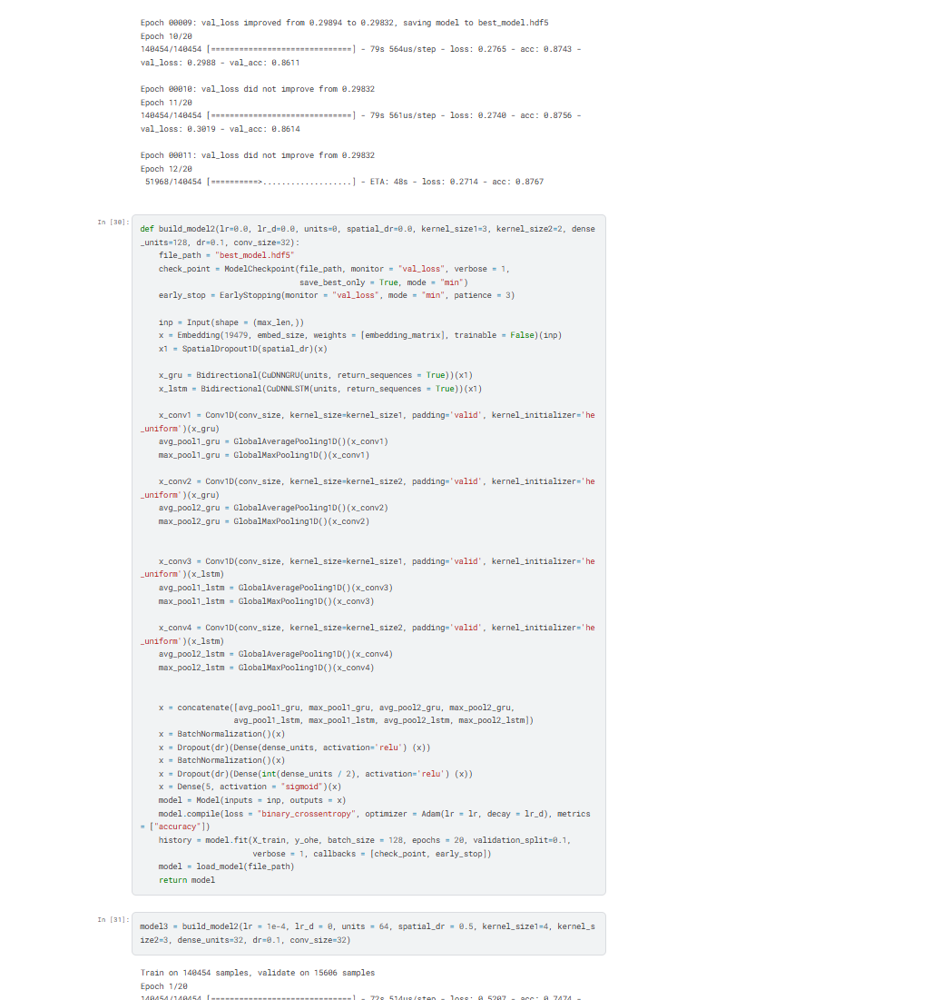 Epoch 00009: val_loss improved from 0.29894 to 0.29832, saving model to best_model.hdf5
Epoch 10/20
140454/140454 [==============================] - 79s 564us/step - loss: 0.2765 - acc: 0.8743 -
val_loss: 0.2988 - val_acc: 0.8611

Epoch 00010: val_loss did not improve from 0.29832
Epoch 11/20
140454/140454 [==============================] - 79s 561us/step - loss: 0.2740 - acc: 0.8756 -
val_loss: 0.3019 - val_acc: 0.8614

Epoch 00011: val_loss did not improve from 0.29832
Epoch 12/20
 51968/140454 [==========>...................] - ETA: 48s - loss: 0.2714 - acc: 0.8767

In [30]:
def build_model2(lr=0.0, lr_d=0.0, units=0, spatial_dr=0.0, kernel_size1=3, kernel_size2=2, dense
_units=128, dr=0.1, conv_size=32):
    file_path = "best_model.hdf5"
    check_point = ModelCheckpoint(file_path, monitor = "val_loss", verbose = 1,
                                  save_best_only = True, mode = "min")
    early_stop = EarlyStopping(monitor = "val_loss", mode = "min", patience = 3)

    inp = Input(shape = (max_len,))
    x = Embedding(19479, embed_size, weights = [embedding_matrix], trainable = False)(inp)
    x1 = SpatialDropout1D(spatial_dr)(x)

    x_gru = Bidirectional(CuDNNGRU(units, return_sequences = True))(x1)
    x_lstm = Bidirectional(CuDNNLSTM(units, return_sequences = True))(x1)

    x_conv1 = Conv1D(conv_size, kernel_size=kernel_size1, padding='valid', kernel_initializer='he
_uniform')(x_gru)
    avg_pool1_gru = GlobalAveragePooling1D()(x_conv1)
    max_pool1_gru = GlobalMaxPooling1D()(x_conv1)

    x_conv2 = Conv1D(conv_size, kernel_size=kernel_size2, padding='valid', kernel_initializer='he
_uniform')(x_gru)
    avg_pool2_gru = GlobalAveragePooling1D()(x_conv2)
    max_pool2_gru = GlobalMaxPooling1D()(x_conv2)


    x_conv3 = Conv1D(conv_size, kernel_size=kernel_size1, padding='valid', kernel_initializer='he
_uniform')(x_lstm)
    avg_pool1_lstm = GlobalAveragePooling1D()(x_conv3)
    max_pool1_lstm = GlobalMaxPooling1D()(x_conv3)

    x_conv4 = Conv1D(conv_size, kernel_size=kernel_size2, padding='valid', kernel_initializer='he
_uniform')(x_lstm)
    avg_pool2_lstm = GlobalAveragePooling1D()(x_conv4)
    max_pool2_lstm = GlobalMaxPooling1D()(x_conv4)


    x = concatenate([avg_pool1_gru, max_pool1_gru, avg_pool2_gru, max_pool2_gru,
                    avg_pool1_lstm, max_pool1_lstm, avg_pool2_lstm, max_pool2_lstm])
    x = BatchNormalization()(x)
    x = Dropout(dr)(Dense(dense_units, activation='relu') (x))
    x = BatchNormalization()(x)
    x = Dropout(dr)(Dense(int(dense_units / 2), activation='relu') (x))
    x = Dense(5, activation = "sigmoid")(x)
    model = Model(inputs = inp, outputs = x)
    model.compile(loss = "binary_crossentropy", optimizer = Adam(lr = lr, decay = lr_d), metrics
= ["accuracy"])
    history = model.fit(X_train, y_ohe, batch_size = 128, epochs = 20, validation_split=0.1,
                        verbose = 1, callbacks = [check_point, early_stop])
    model = load_model(file_path)
    return model

In [31]:
model3 = build_model2(lr = 1e-4, lr_d = 0, units = 64, spatial_dr = 0.5, kernel_size1=4, kernel_s
ize2=3, dense_units=32, dr=0.1, conv_size=32)

Train on 140454 samples, validate on 15606 samples
Epoch 1/20
140454/140454 [==============================] - 72s 514us/step - loss: 0.5207 - acc: 0.7474 -